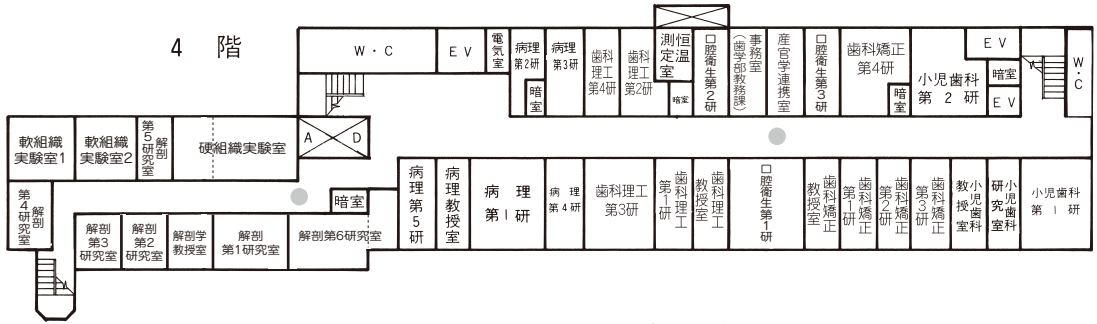 4 階
W・C
EV
電気室
病理
第2研
暗室
病理
第3研
歯科
理工
第4研
歯科
理工
第2研
恒温
測定室
暗室
口腔衛生第2研
事務室
(歯学部教務課)
産官学連携室
口腔衛生第3研
歯科矯正
第4研
暗室
小児歯科
第2研
EV
暗室
EV
W・C
軟組織
実験室1
軟組織
実験室2
解剖
第5研究室
硬組織実験室
A D
解剖
第4研究室
暗室
解剖
第3
研究室
解剖
第2
研究室
解剖学
教授室
解剖
第1研究室
解剖第6研究室
病理第5研
病理教授室
病理
第1研
病理
第4研
歯科理工
第3研
歯科理工
第1研
歯科理工
教授室
口腔衛生第1研
歯科矯正
教授室
歯科矯正
第1研
歯科矯正
第2研
歯科矯正
第3研
小児歯科
教授室
小児歯科
研究室
小児歯科
第1研